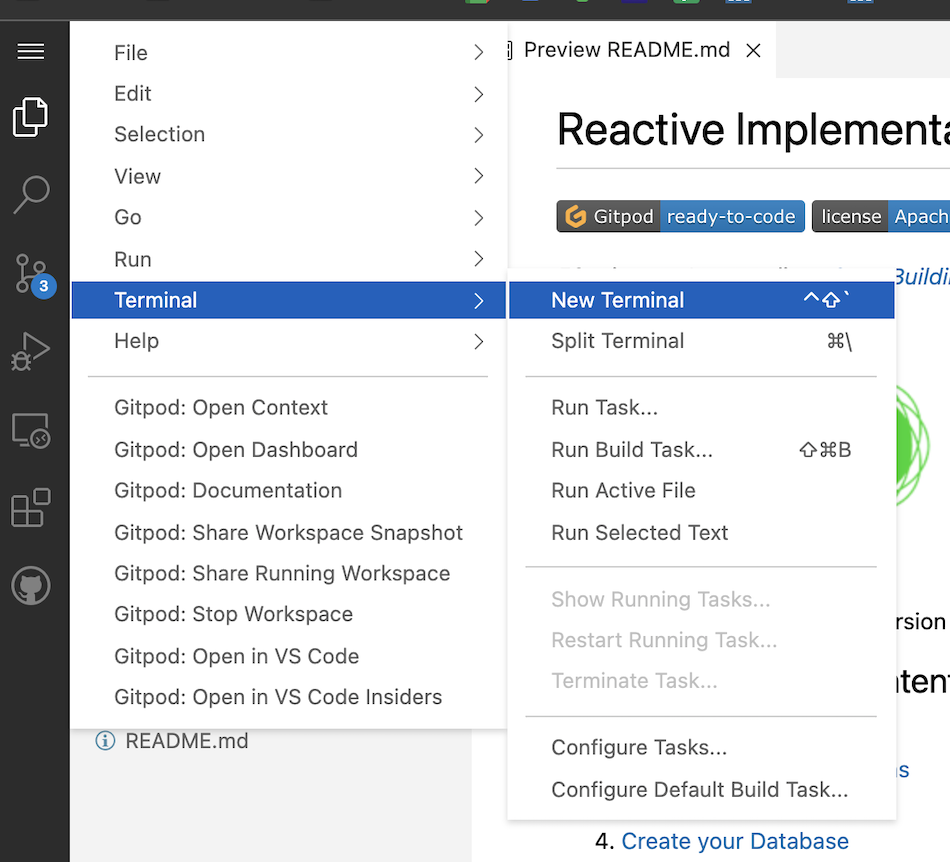 File
Edit
Selection
View
Go
Run
Terminal
Help
Gitpod: Open Context
Gitpod: Open Dashboard
Gitpod: Documentation
Gitpod: Share Workspace Snapshot
Gitpod: Share Running Workspace
Gitpod: Stop Workspace
Gitpod: Open in VS Code
Gitpod: Open in VS Code Insiders
README.md
3
New Terminal ^⇧`
Split Terminal ⌘\
Run Task...
Run Build Task... ⇧⌘B
Run Active File
Run Selected Text
Show Running Tasks...
Restart Running Task...
Terminate Task...
Configure Tasks...
Configure Default Build Task...
Preview README.md
Reactive Implementa
Gitpod ready-to-code license Apach
Buildi
rsion
ntent
s
4. Create your Database